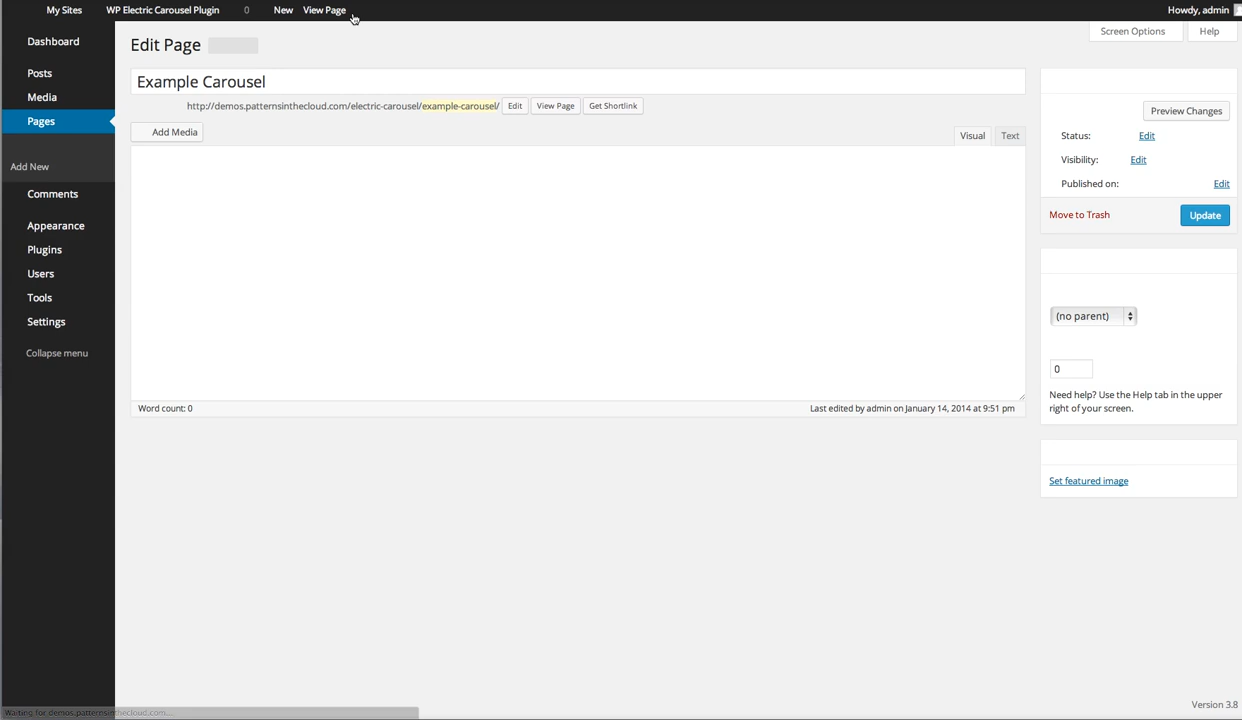 My Sites WP Electric Carousel Plugin 0 New View Page Howdy, admin
Screen Options Help
Dashboard
Posts
Media
Pages
Add New
Comments
Appearance
Plugins
Users
Tools
Settings
Collapse menu
Edit Page
Example Carousel
http://demos.patternsinthecloud.com/electric-carousel/example-carousel/ Edit View Page Get Shortlink
Add Media
Visual Text
Word count: 0 Last edited by admin on January 14, 2014 at 9:51 pm
Preview Changes
Status: Edit
Visibility: Edit
Published on: Edit
Move to Trash Update
(no parent)
0
Need help? Use the Help tab in the upper
right of your screen.
Set featured image
Version 3.8
Waiting for demos.patternsinthecloud.com...